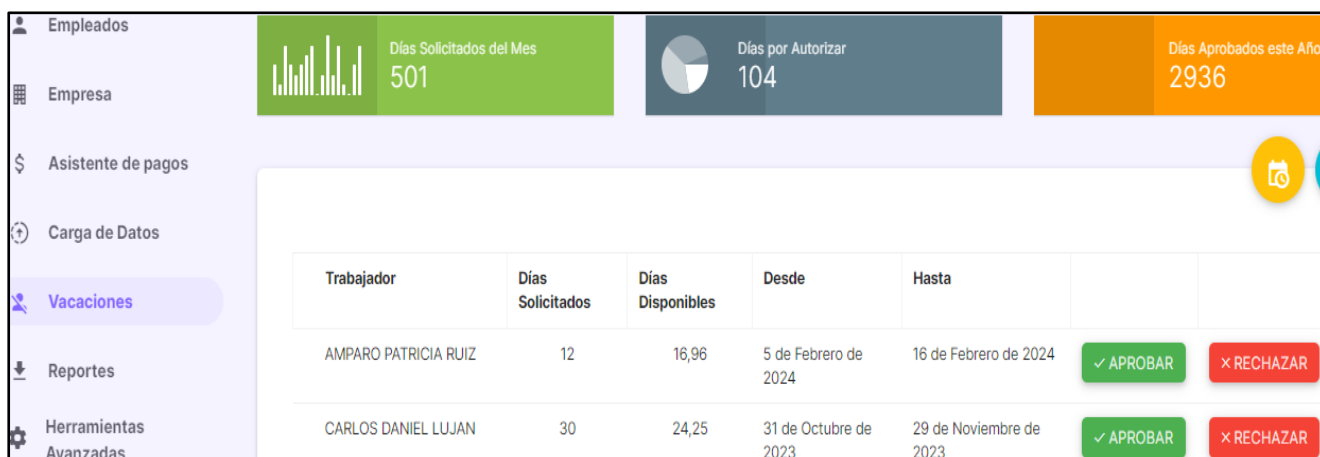 Empleados
Empresa
Asistente de pagos
Carga de Datos
Vacaciones
Reportes
Herramientas
Avanzadas
Días Solicitados del Mes
501
Días por Autorizar
104
Días Aprobados este Año
2936
Trabajador Días Solicitados Días Disponibles Desde Hasta
AMPARO PATRICIA RUIZ 12 16,96 5 de Febrero de 2024 16 de Febrero de 2024 APROBAR RECHAZAR
CARLOS DANIEL LUJAN 30 24,25 31 de Octubre de 2023 29 de Noviembre de 2023 APROBAR RECHAZAR